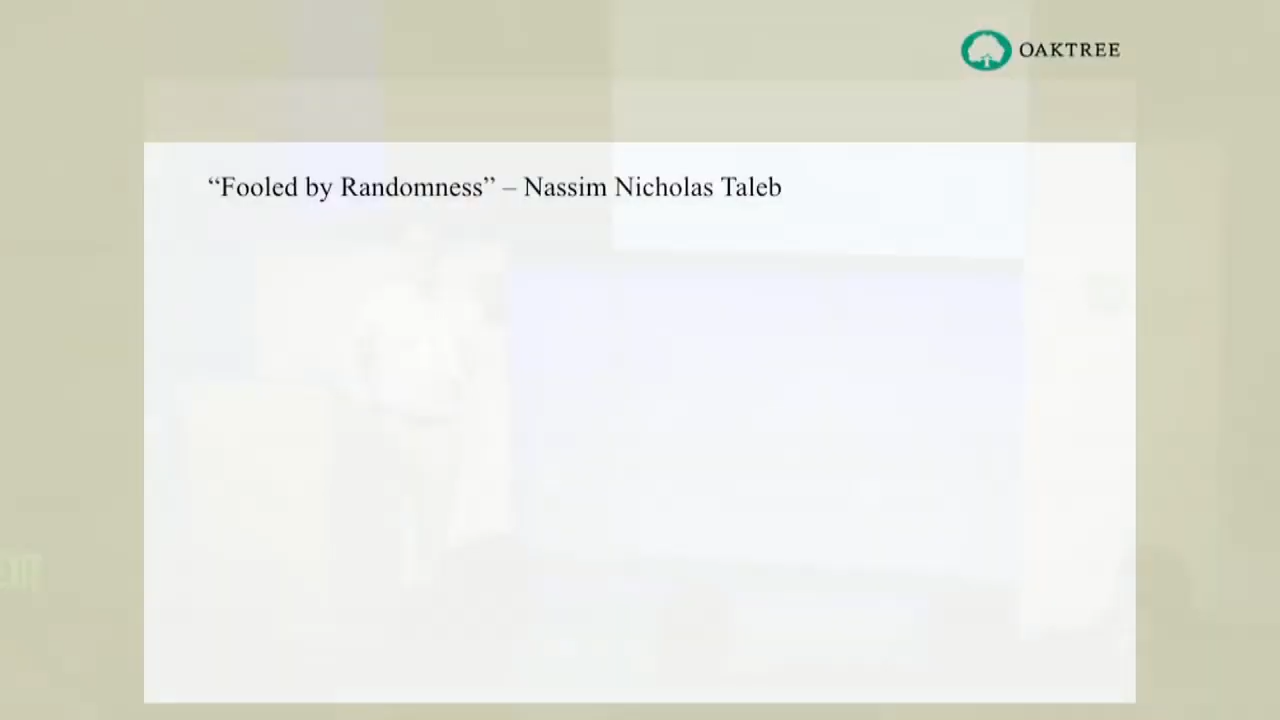 OAKTREE
“Fooled by Randomness” – Nassim Nicholas Taleb